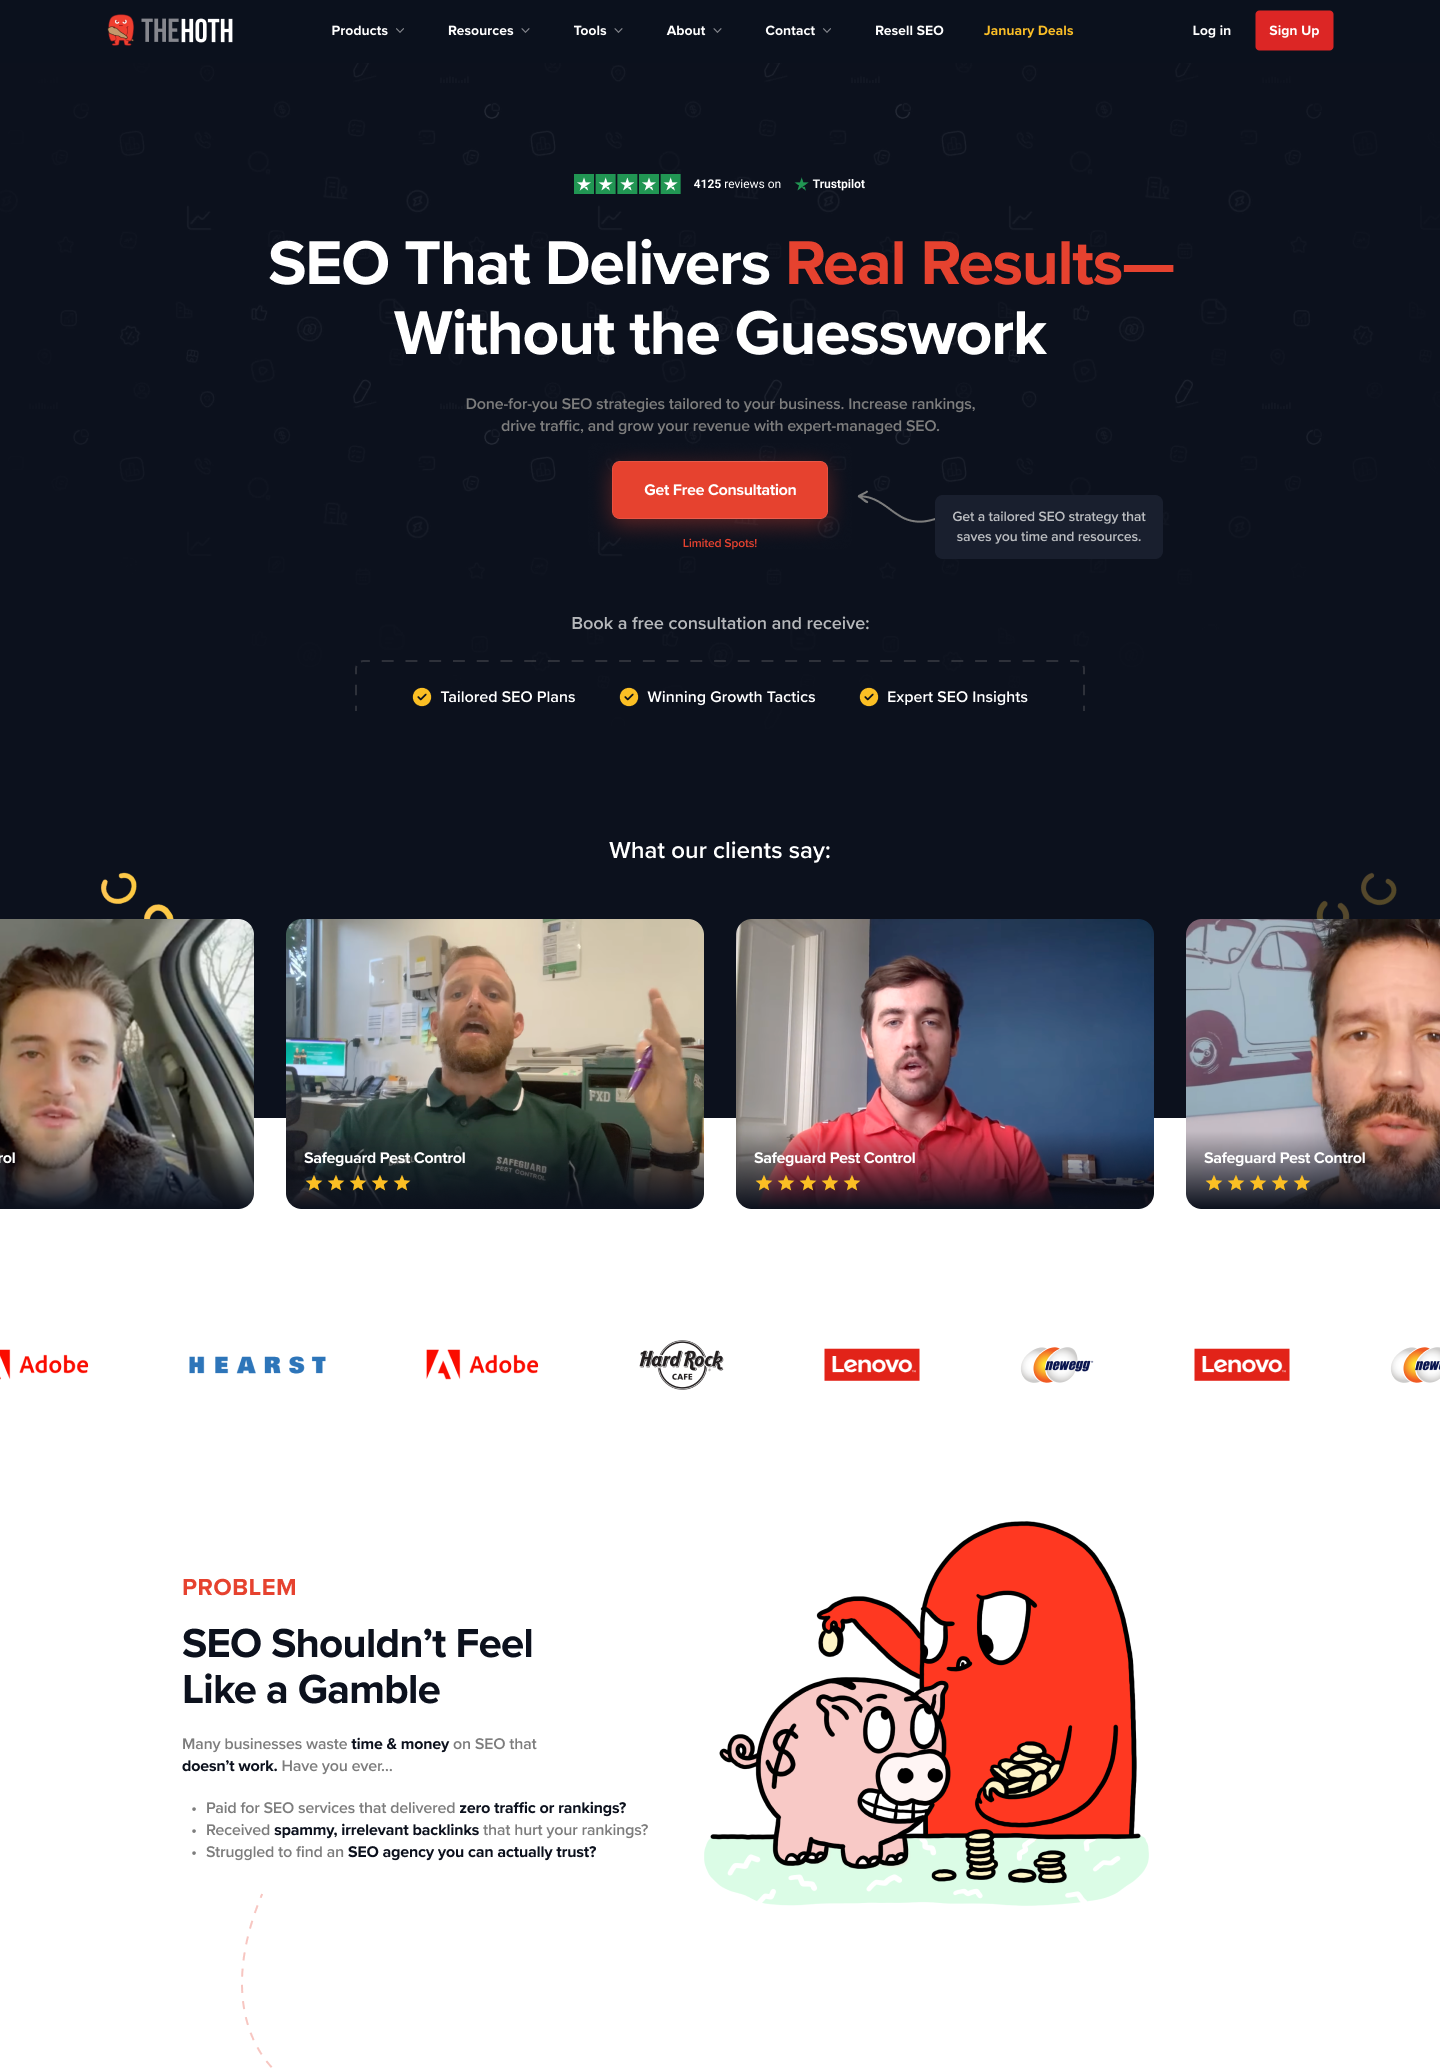 THEHOTH
Products
Resources
Tools
About
Contact
Resell SEO
January Deals
Log in
Sign Up
4125 reviews on Trustpilot
SEO That Delivers Real Results—
Without the Guesswork
Done-for-you SEO strategies tailored to your business. Increase rankings,
drive traffic, and grow your revenue with expert-managed SEO.
Get Free Consultation
Limited Spots!
Get a tailored SEO strategy that
saves you time and resources.
Book a free consultation and receive:
Tailored SEO Plans
Winning Growth Tactics
Expert SEO Insights
What our clients say:
FXD
SAFEGUARD
PEST CONTROL
rol
Safeguard Pest Control
Safeguard Pest Control
Safeguard Pest Control
Adobe
HEARST
Adobe
Hard Rock
CAFE
Lenovo
newegg
Lenovo
newe
PROBLEM
SEO Shouldn't Feel
Like a Gamble
Many businesses waste time & money on SEO that
doesn't work. Have you ever...
• Paid for SEO services that delivered zero traffic or rankings?
• Received spammy, irrelevant backlinks that hurt your rankings?
• Struggled to find an SEO agency you can actually trust?
$